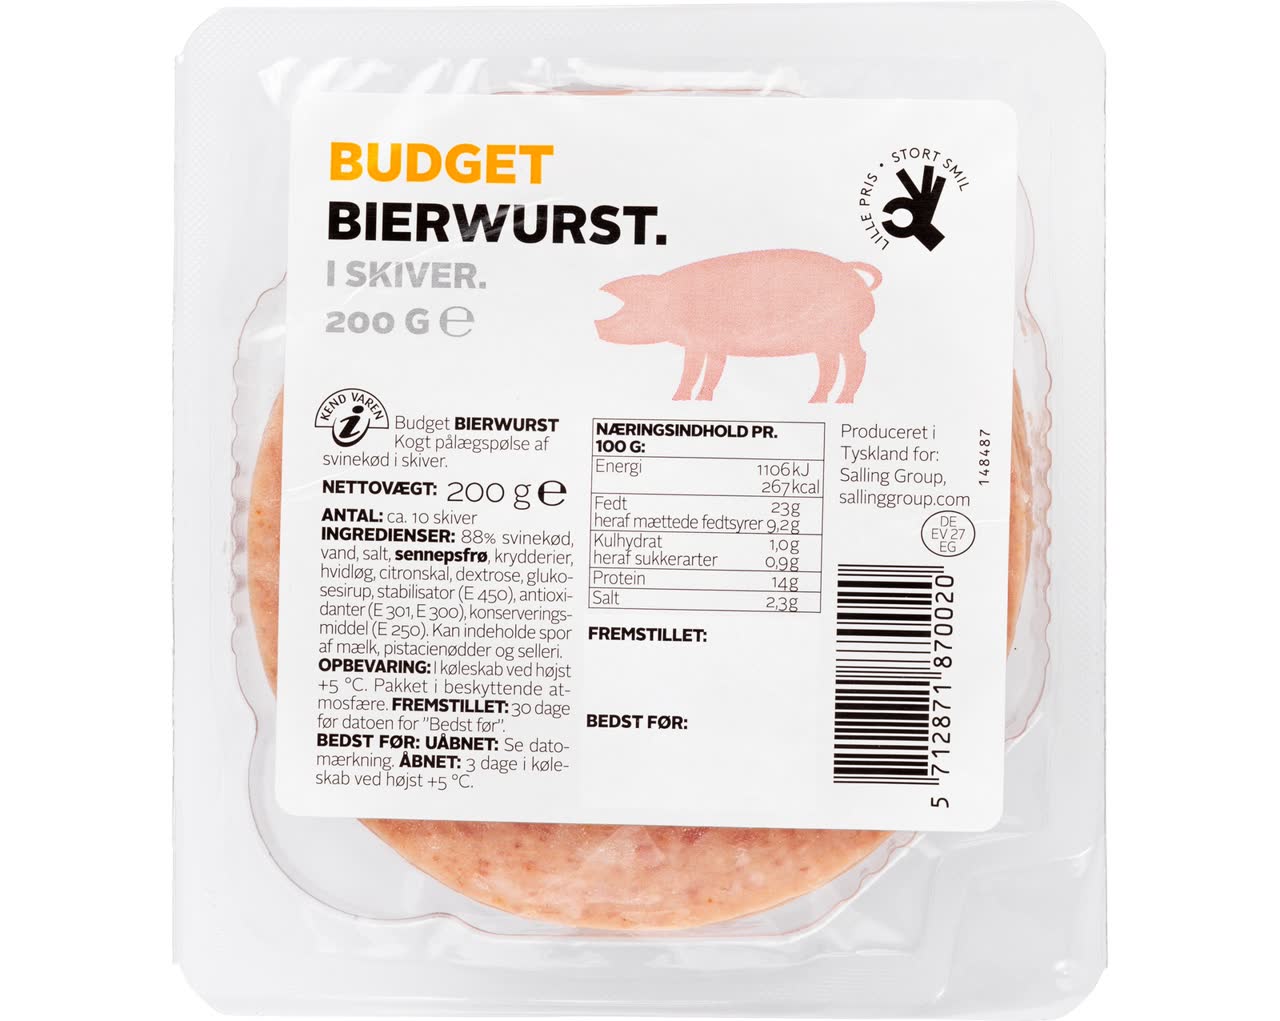 BUDGET
BIERWURST.
I SKIVER.
200 G ℮
LILLE PRIS • STORT SMIL
KEND VAREN
i
Budget BIERWURST
Kogt pålægspølse af
svinekød i skiver.
NETTOVÆGT: 200 g ℮
ANTAL: ca. 10 skiver
INGREDIENSER: 88% svinekød,
vand, salt, sennepsfrø, krydderier,
hvidløg, citronskal, dextrose, gluko-
sesirup, stabilisator (E 450), antioxi-
danter (E 301, E 300), konserverings-
middel (E 250). Kan indeholde spor
af mælk, pistacienødder og selleri.
OPBEVARING: I køleskab ved højst
+5 °C. Pakket i beskyttende at-
mosfære. FREMSTILLET: 30 dage
før datoen for "Bedst før".
BEDST FØR: UÅBNET: Se dato-
mærkning. ÅBNET: 3 dage i køle-
skab ved højst +5 °C.
NÆRINGSINDHOLD PR.
100 G:
Energi 1106 kJ
267 kcal
Fedt 23g
heraf mættede fedtsyrer 9,2g
Kulhydrat 1,0g
heraf sukkerarter 0,9g
Protein 14g
Salt 2,3g
FREMSTILLET:
BEDST FØR:
Produceret i
Tyskland for:
Salling Group,
sallinggroup.com
148487
DE
EV 27
EG
5 712871 870020